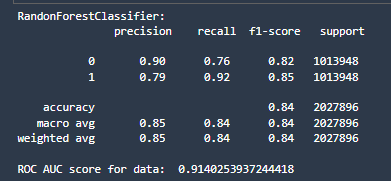 RandonForestClassifier:
precision recall f1-score support
0 0.90 0.76 0.82 1013948
1 0.79 0.92 0.85 1013948
accuracy 0.84 2027896
macro avg 0.85 0.84 0.84 2027896
weighted avg 0.85 0.84 0.84 2027896
ROC AUC score for data: 0.9140253937244418